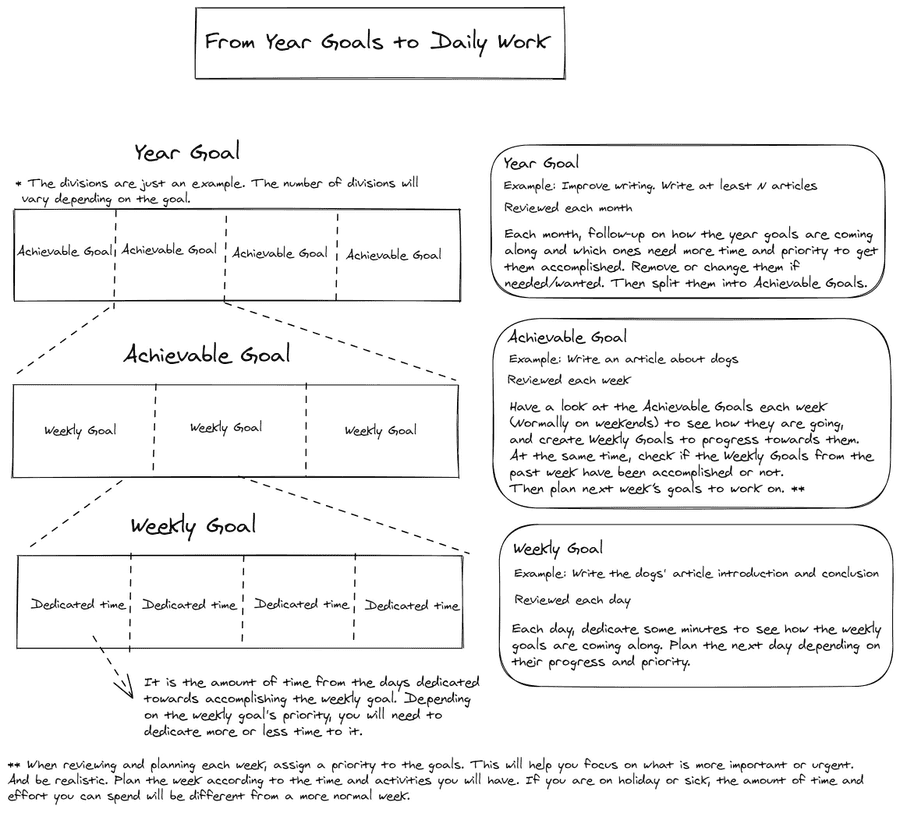 From Year Goals to Daily Work
Year Goal
* The divisions are just an example. The number of divisions will
vary depending on the goal.
Achievable Goal Achievable Goal Achievable Goal Achievable Goal
Achievable Goal
Weekly Goal Weekly Goal Weekly Goal
Weekly Goal
Dedicated time Dedicated time Dedicated time Dedicated time
It is the amount of time from the days dedicated
towards accomplishing the weekly goal. Depending
on the weekly goal's priority, you will need to
dedicate more or less time to it.
Year Goal
Example: Improve writing. Write at least N articles
Reviewed each month
Each month, follow-up on how the year goals are coming
along and which ones need more time and priority to get
them accomplished. Remove or change them if
needed/wanted. Then split them into Achievable Goals.
Achievable Goal
Example: Write an article about dogs
Reviewed each week
Have a look at the Achievable Goals each week
(Normally on weekends) to see how they are going,
and create Weekly Goals to progress towards them.
At the same time, check if the Weekly Goals from the
past week have been accomplished or not.
Then plan next week's goals to work on. **
Weekly Goal
Example: Write the dogs' article introduction and conclusion
Reviewed each day
Each day, dedicate some minutes to see how the weekly
goals are coming along. Plan the next day depending on
their progress and priority.
** When reviewing and planning each week, assign a priority to the goals. This will help you focus on what is more important or urgent.
And be realistic. Plan the week according to the time and activities you will have. If you are on holiday or sick, the amount of time and
effort you can spend will be different from a more normal week.